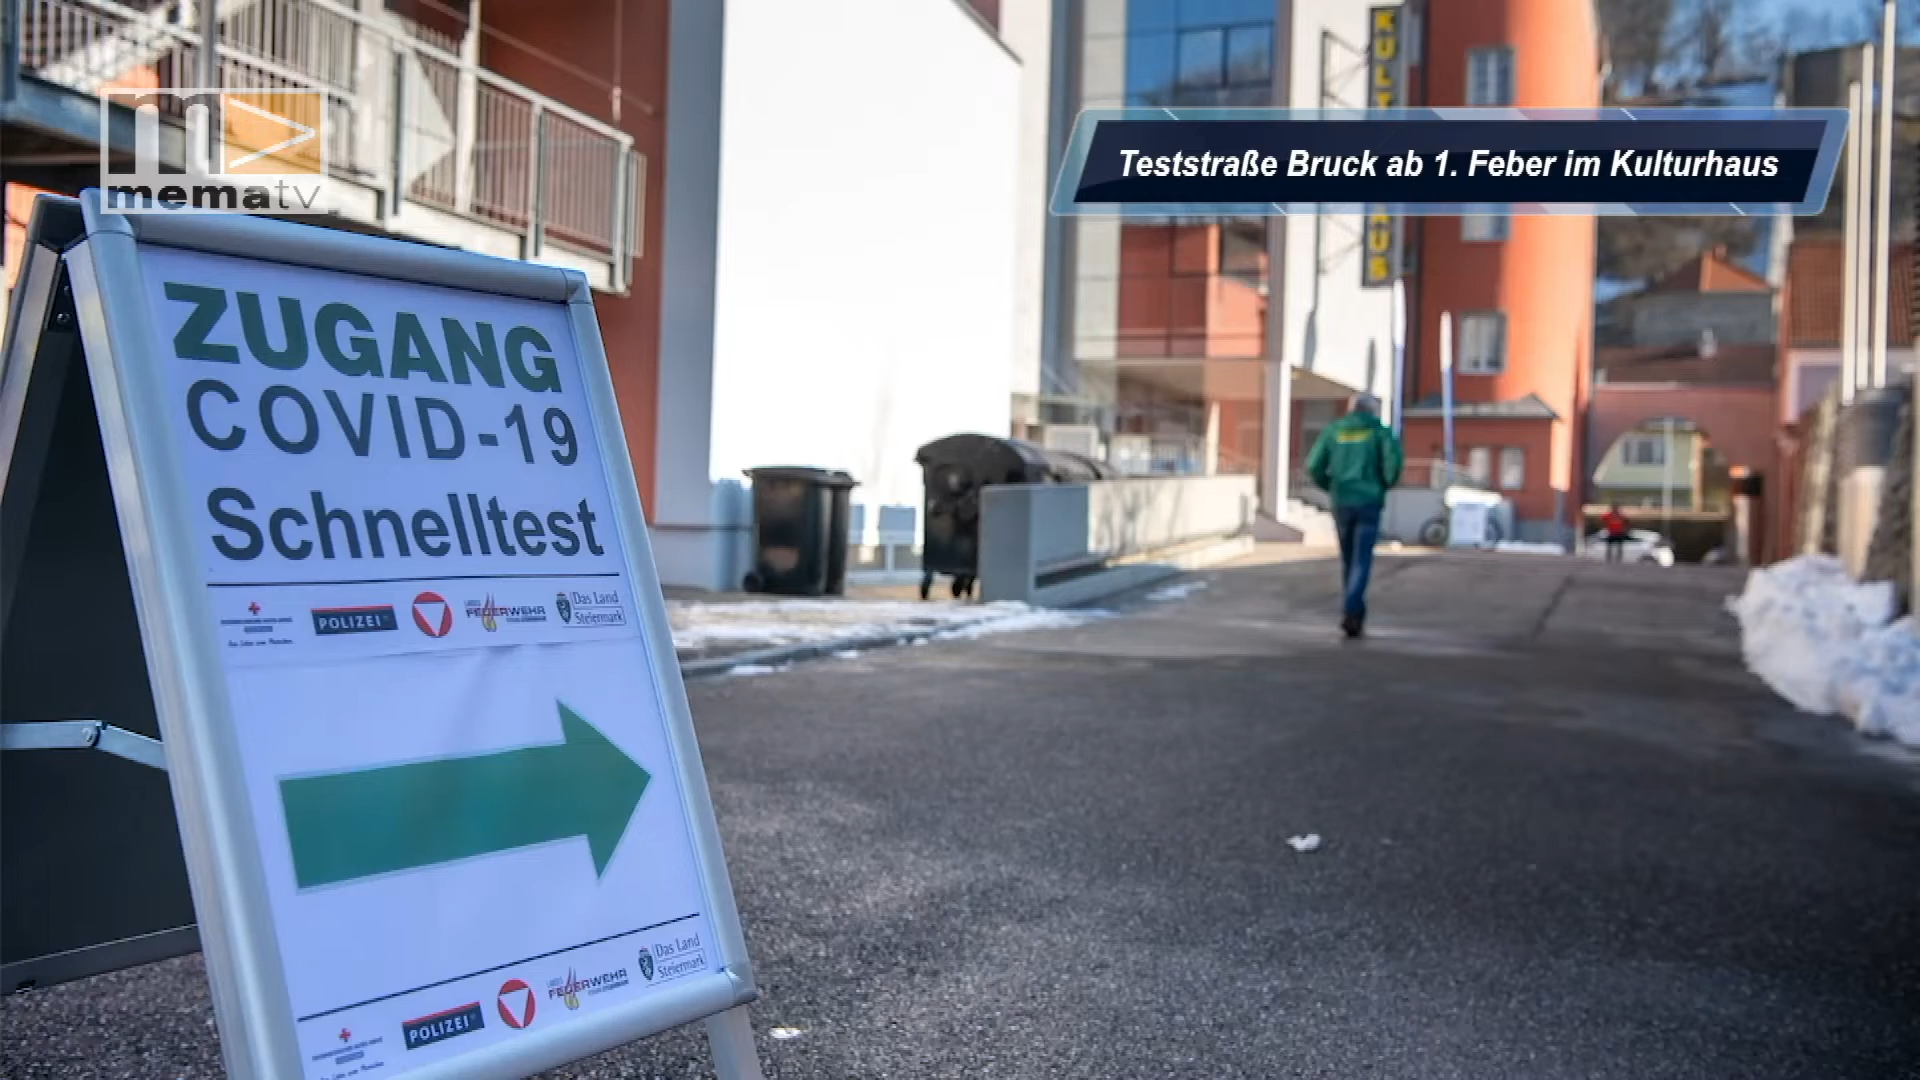 mema tv
Teststraße Bruck ab 1. Feber im Kulturhaus
ZUGANG
COVID-19
Schnelltest
POLIZEI
FEUERWEHR
Das Land
Steiermark
POLIZEI
FEUERWEHR
Das Land
Steiermark